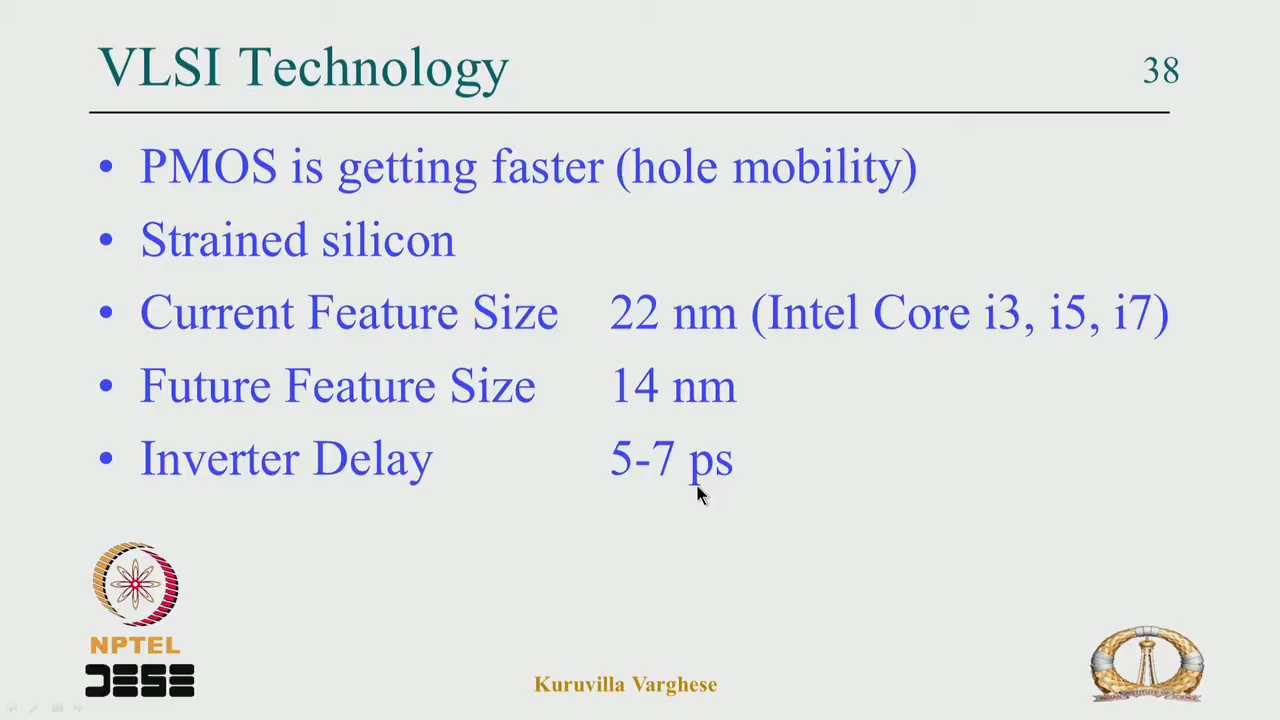 VLSI Technology
38
• PMOS is getting faster (hole mobility)
• Strained silicon
• Current Feature Size 22 nm (Intel Core i3, i5, i7)
• Future Feature Size 14 nm
• Inverter Delay 5-7 ps
NPTEL
DESE
Kuruvilla Varghese